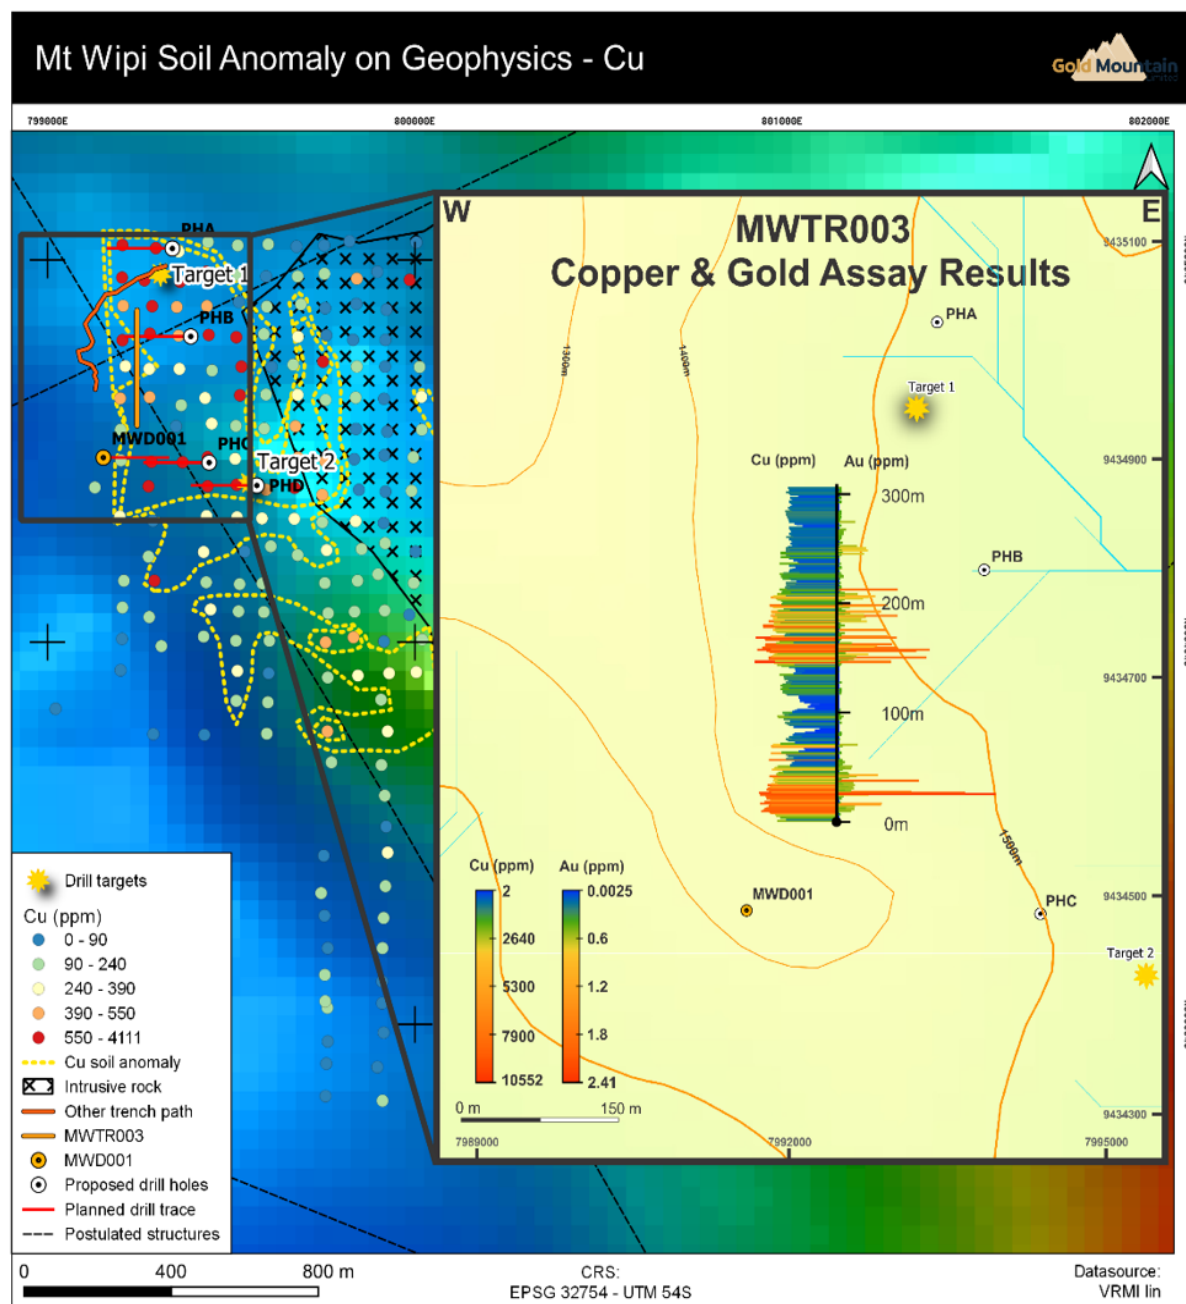 Mt Wipi Soil Anomaly on Geophysics - Cu
Gold Mountain
Limited
799000E
800000E
801000E
802000E
W
E
MWTR003
Copper & Gold Assay Results
PHA
Target 1
PHB
MWD001
PHC
Target 2
PHD
1300m
1400m
1500m
PHA
Target 1
Cu (ppm)
Au (ppm)
300m
200m
100m
0m
PHB
MWD001
PHC
Target 2
9435100
9434900
9434700
9434500
9434300
Cu (ppm)
Au (ppm)
2
0.0025
2640
0.6
5300
1.2
7900
1.8
10552
2.41
0 m
150 m
7989000
7992000
7995000
Drill targets
Cu (ppm)
0 - 90
90 - 240
240 - 390
390 - 550
550 - 4111
Cu soil anomaly
Intrusive rock
Other trench path
MWTR003
MWD001
Proposed drill holes
Planned drill trace
Postulated structures
0
400
800 m
CRS:
EPSG 32754 - UTM 54S
Datasource:
VRMI lin